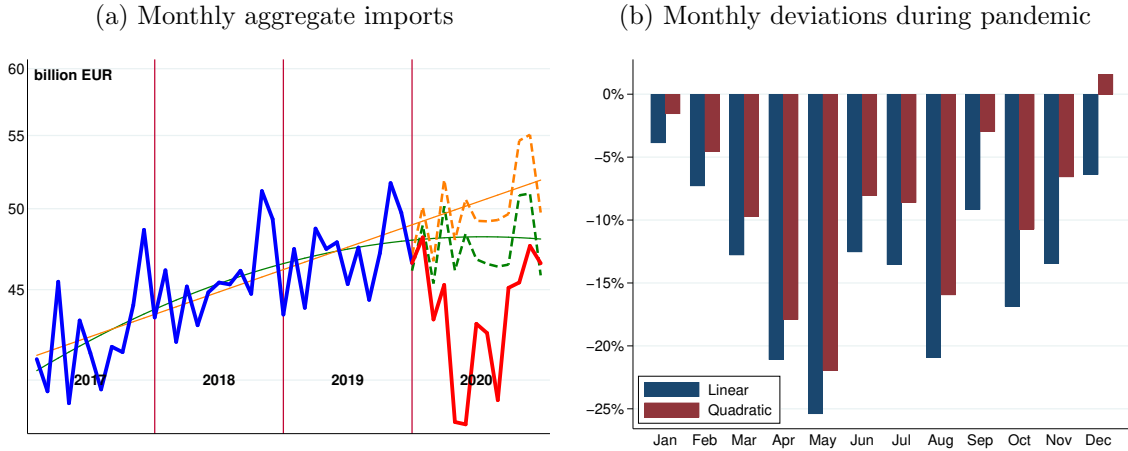 (a) Monthly aggregate imports
billion EUR
60
55
50
45
2017
2018
2019
2020
(b) Monthly deviations during pandemic
0%
−5%
−10%
−15%
−20%
−25%
Linear
Quadratic
Jan Feb Mar Apr May Jun Jul Aug Sep Oct Nov Dec